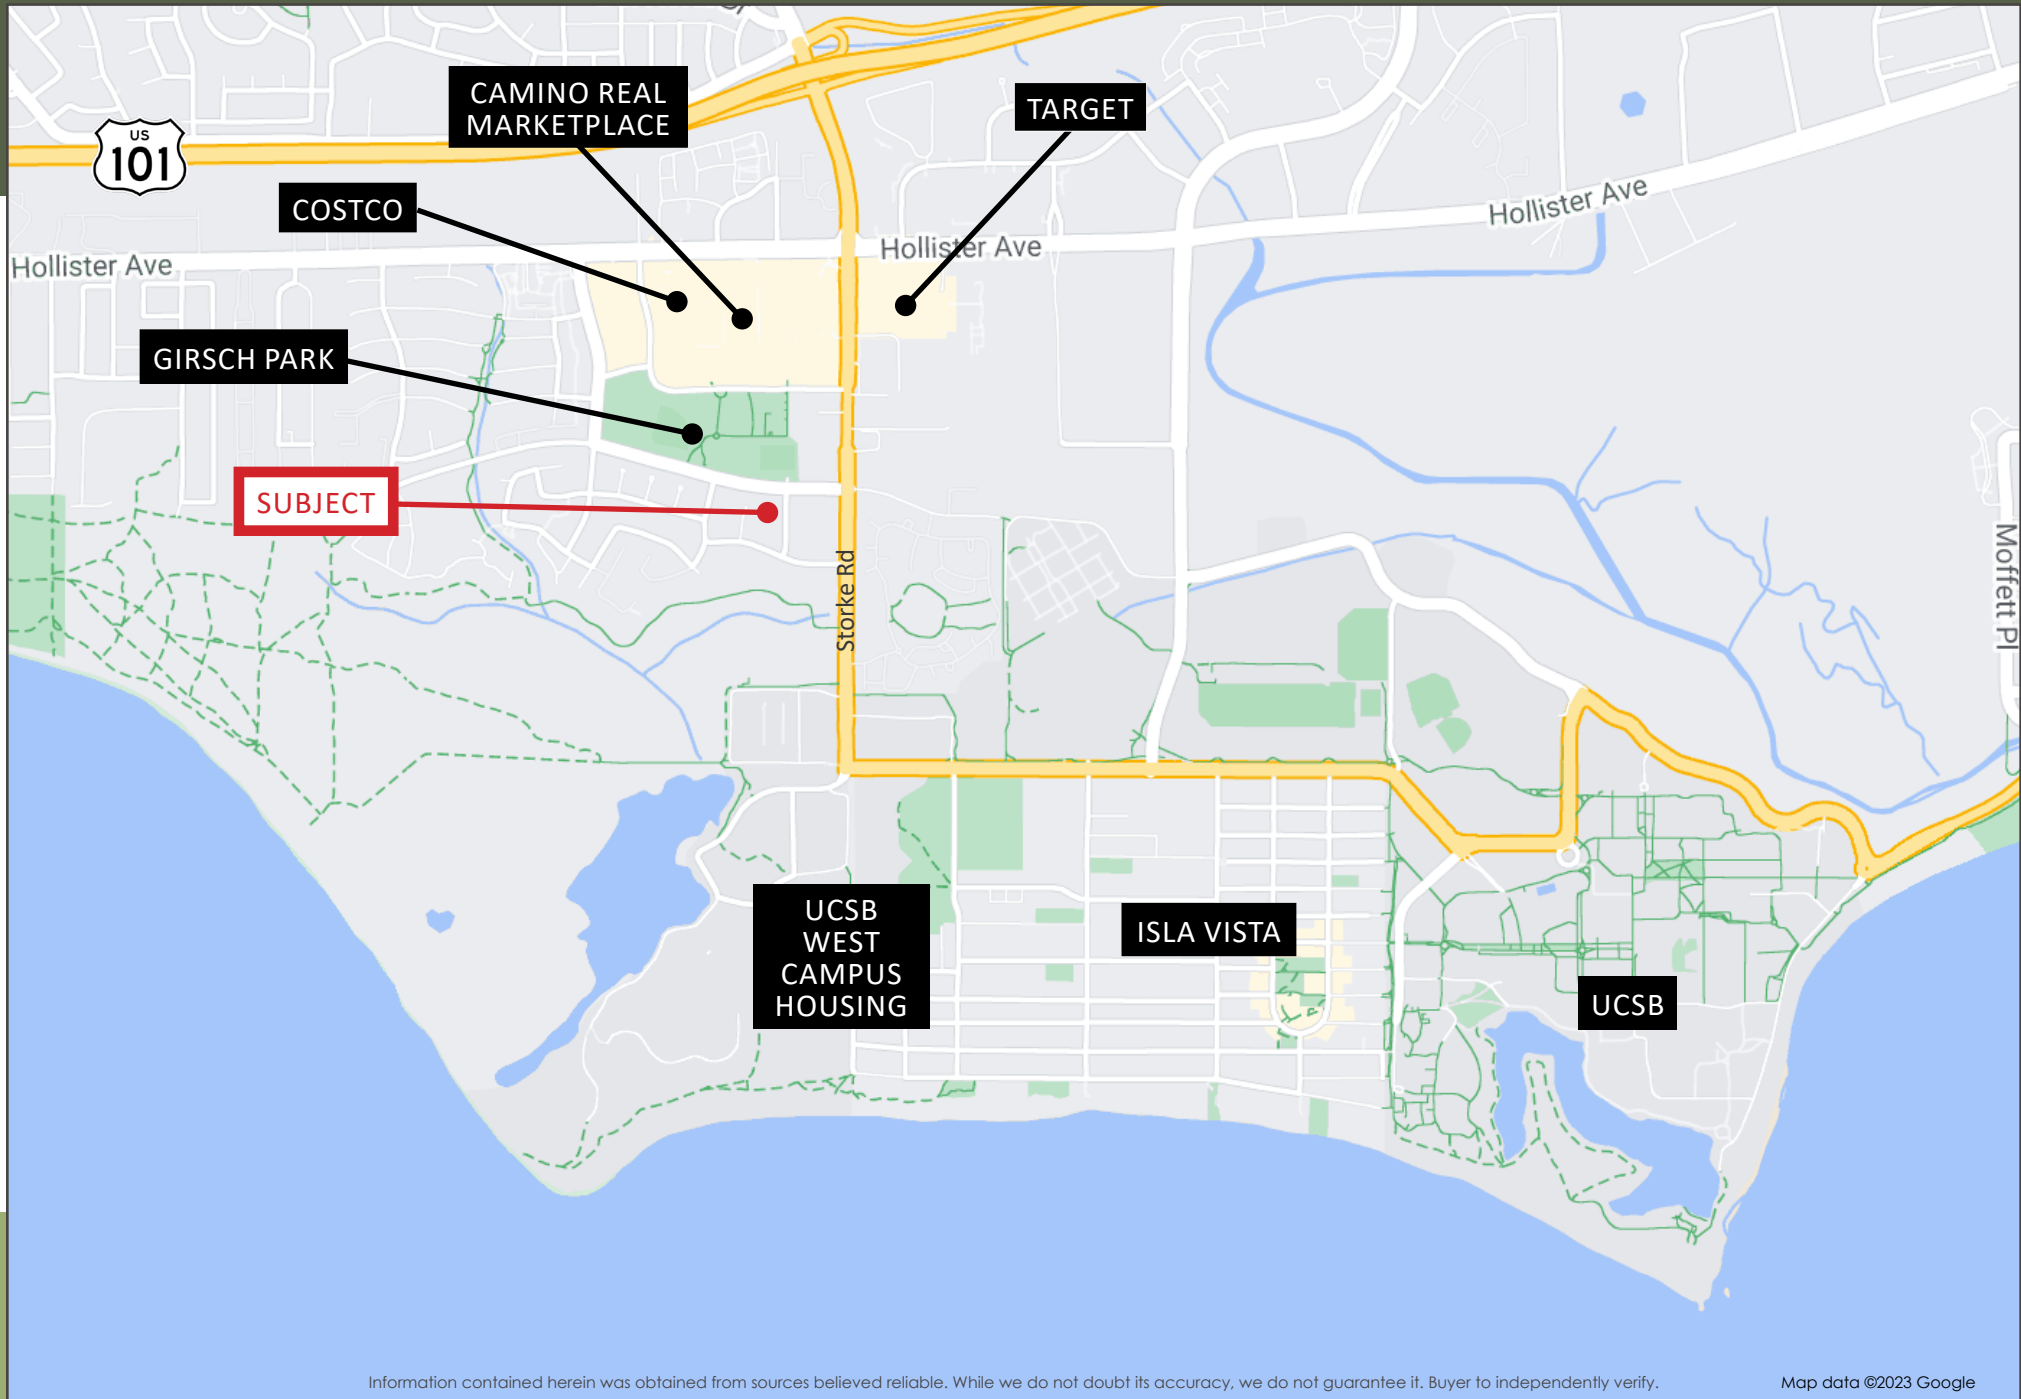 CAMINO REAL
MARKETPLACE
TARGET
US
101
COSTCO
Hollister Ave
Hollister Ave
Hollister Ave
GIRSCH PARK
SUBJECT
Storke Rd
Moffett Pl
UCSB
WEST
CAMPUS
HOUSING
ISLA VISTA
UCSB
Information contained herein was obtained from sources believed reliable. While we do not doubt its accuracy, we do not guarantee it. Buyer to independently verify.
Map data ©2023 Google